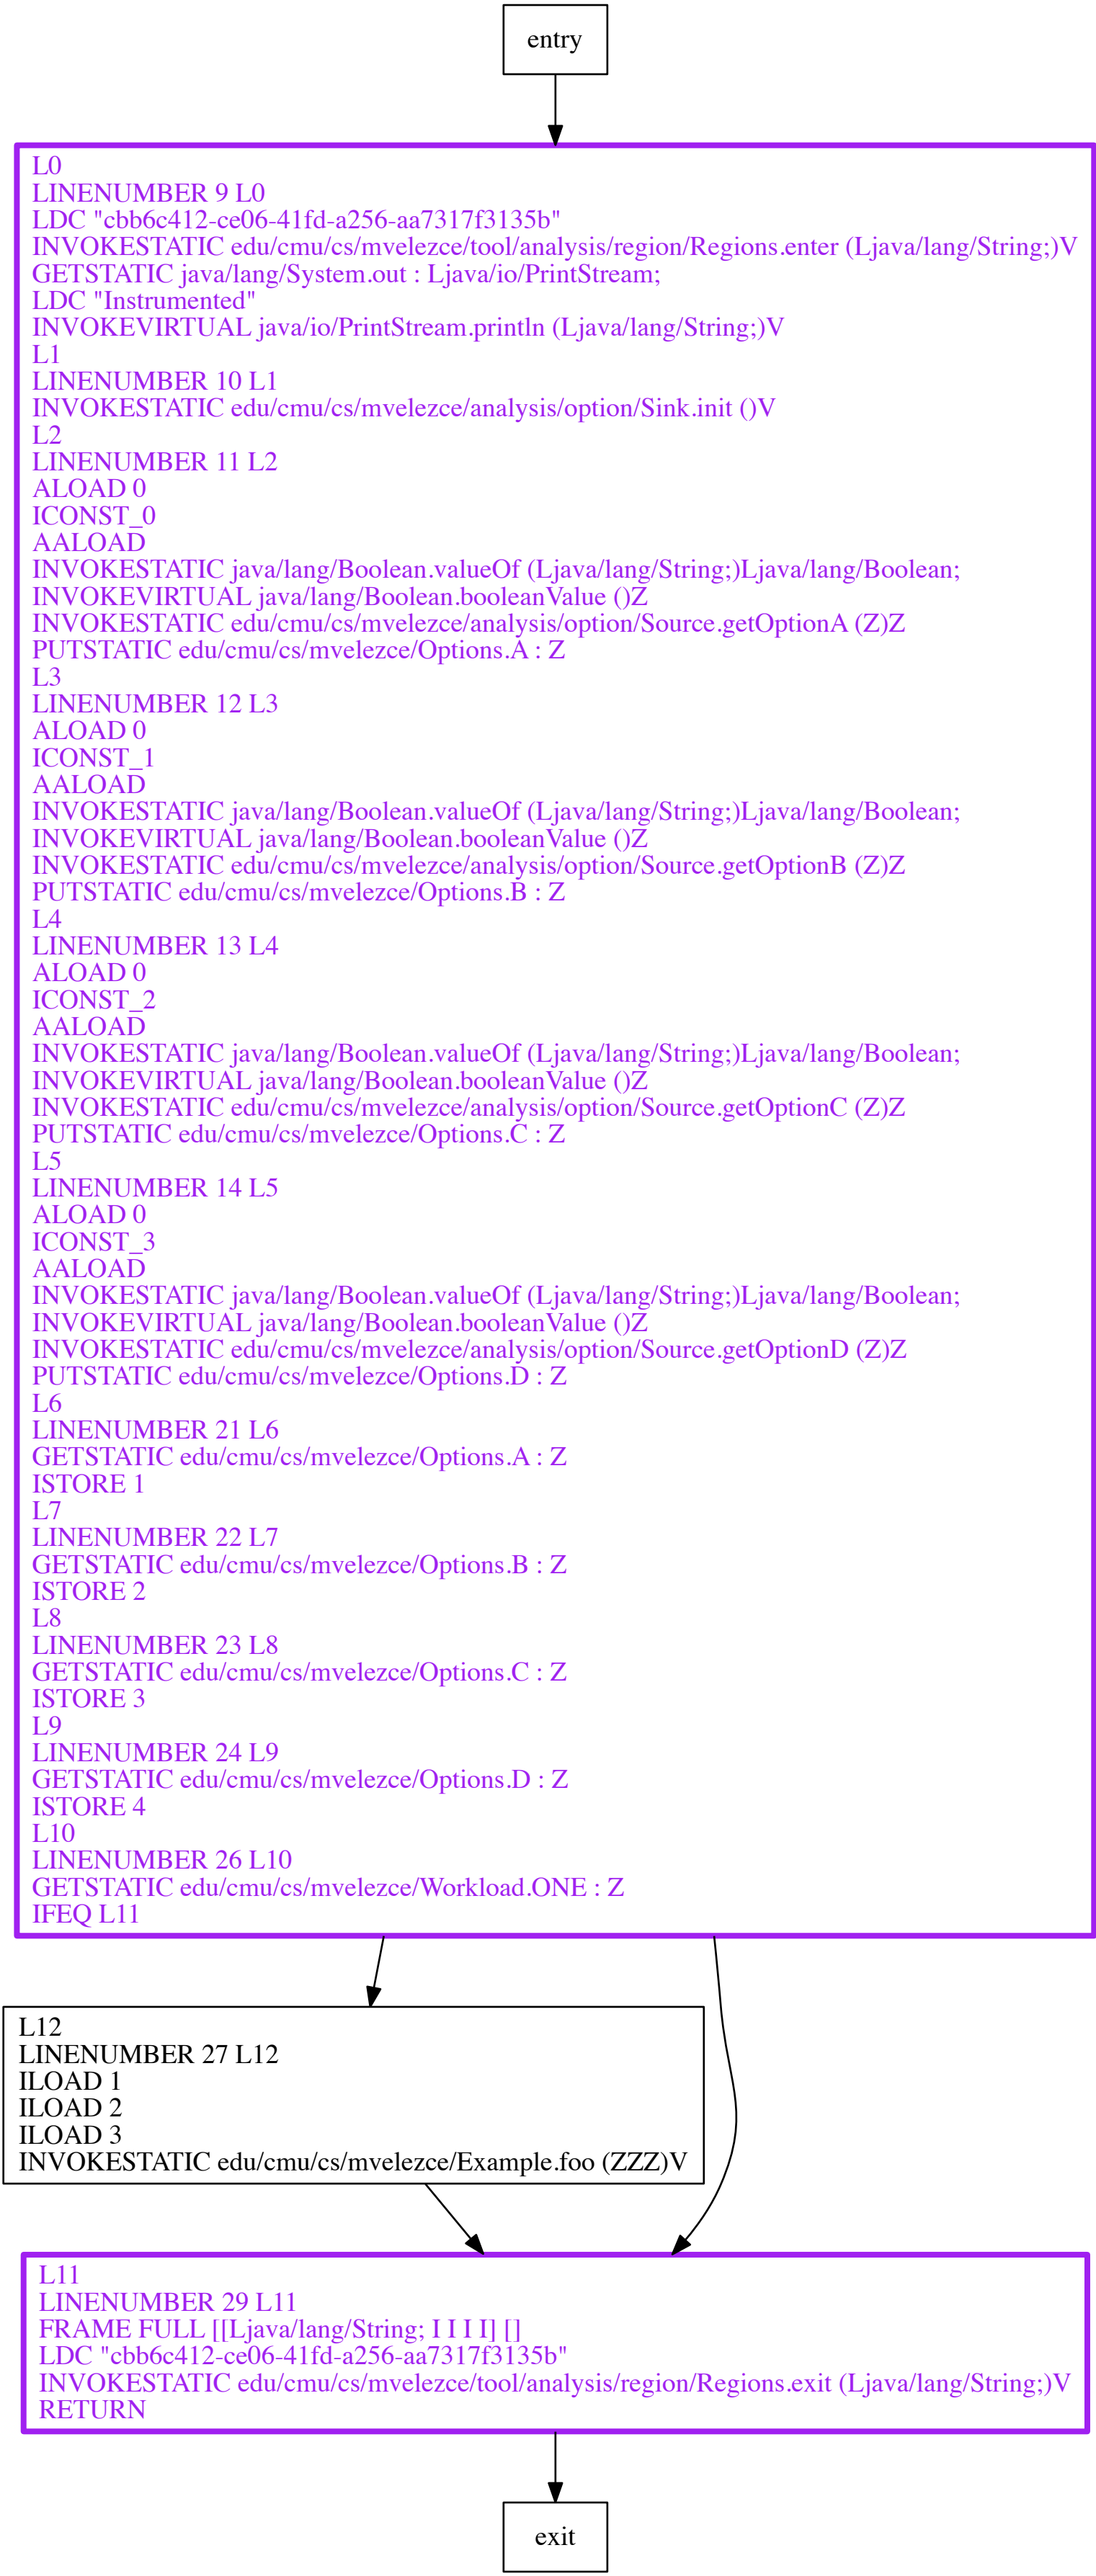 entry
L0
LINENUMBER 9 L0
LDC "cbb6c412-ce06-41fd-a256-aa7317f3135b"
INVOKESTATIC edu/cmu/cs/mvelezce/tool/analysis/region/Regions.enter (Ljava/lang/String;)V
GETSTATIC java/lang/System.out : Ljava/io/PrintStream;
LDC "Instrumented"
INVOKEVIRTUAL java/io/PrintStream.println (Ljava/lang/String;)V
L1
LINENUMBER 10 L1
INVOKESTATIC edu/cmu/cs/mvelezce/analysis/option/Sink.init ()V
L2
LINENUMBER 11 L2
ALOAD 0
ICONST_0
AALOAD
INVOKESTATIC java/lang/Boolean.valueOf (Ljava/lang/String;)Ljava/lang/Boolean;
INVOKEVIRTUAL java/lang/Boolean.booleanValue ()Z
INVOKESTATIC edu/cmu/cs/mvelezce/analysis/option/Source.getOptionA (Z)Z
PUTSTATIC edu/cmu/cs/mvelezce/Options.A : Z
L3
LINENUMBER 12 L3
ALOAD 0
ICONST_1
AALOAD
INVOKESTATIC java/lang/Boolean.valueOf (Ljava/lang/String;)Ljava/lang/Boolean;
INVOKEVIRTUAL java/lang/Boolean.booleanValue ()Z
INVOKESTATIC edu/cmu/cs/mvelezce/analysis/option/Source.getOptionB (Z)Z
PUTSTATIC edu/cmu/cs/mvelezce/Options.B : Z
L4
LINENUMBER 13 L4
ALOAD 0
ICONST_2
AALOAD
INVOKESTATIC java/lang/Boolean.valueOf (Ljava/lang/String;)Ljava/lang/Boolean;
INVOKEVIRTUAL java/lang/Boolean.booleanValue ()Z
INVOKESTATIC edu/cmu/cs/mvelezce/analysis/option/Source.getOptionC (Z)Z
PUTSTATIC edu/cmu/cs/mvelezce/Options.C : Z
L5
LINENUMBER 14 L5
ALOAD 0
ICONST_3
AALOAD
INVOKESTATIC java/lang/Boolean.valueOf (Ljava/lang/String;)Ljava/lang/Boolean;
INVOKEVIRTUAL java/lang/Boolean.booleanValue ()Z
INVOKESTATIC edu/cmu/cs/mvelezce/analysis/option/Source.getOptionD (Z)Z
PUTSTATIC edu/cmu/cs/mvelezce/Options.D : Z
L6
LINENUMBER 21 L6
GETSTATIC edu/cmu/cs/mvelezce/Options.A : Z
ISTORE 1
L7
LINENUMBER 22 L7
GETSTATIC edu/cmu/cs/mvelezce/Options.B : Z
ISTORE 2
L8
LINENUMBER 23 L8
GETSTATIC edu/cmu/cs/mvelezce/Options.C : Z
ISTORE 3
L9
LINENUMBER 24 L9
GETSTATIC edu/cmu/cs/mvelezce/Options.D : Z
ISTORE 4
L10
LINENUMBER 26 L10
GETSTATIC edu/cmu/cs/mvelezce/Workload.ONE : Z
IFEQ L11
L12
LINENUMBER 27 L12
ILOAD 1
ILOAD 2
ILOAD 3
INVOKESTATIC edu/cmu/cs/mvelezce/Example.foo (ZZZ)V
L11
LINENUMBER 29 L11
FRAME FULL [[Ljava/lang/String; I I I I] []
LDC "cbb6c412-ce06-41fd-a256-aa7317f3135b"
INVOKESTATIC edu/cmu/cs/mvelezce/tool/analysis/region/Regions.exit (Ljava/lang/String;)V
RETURN
exit